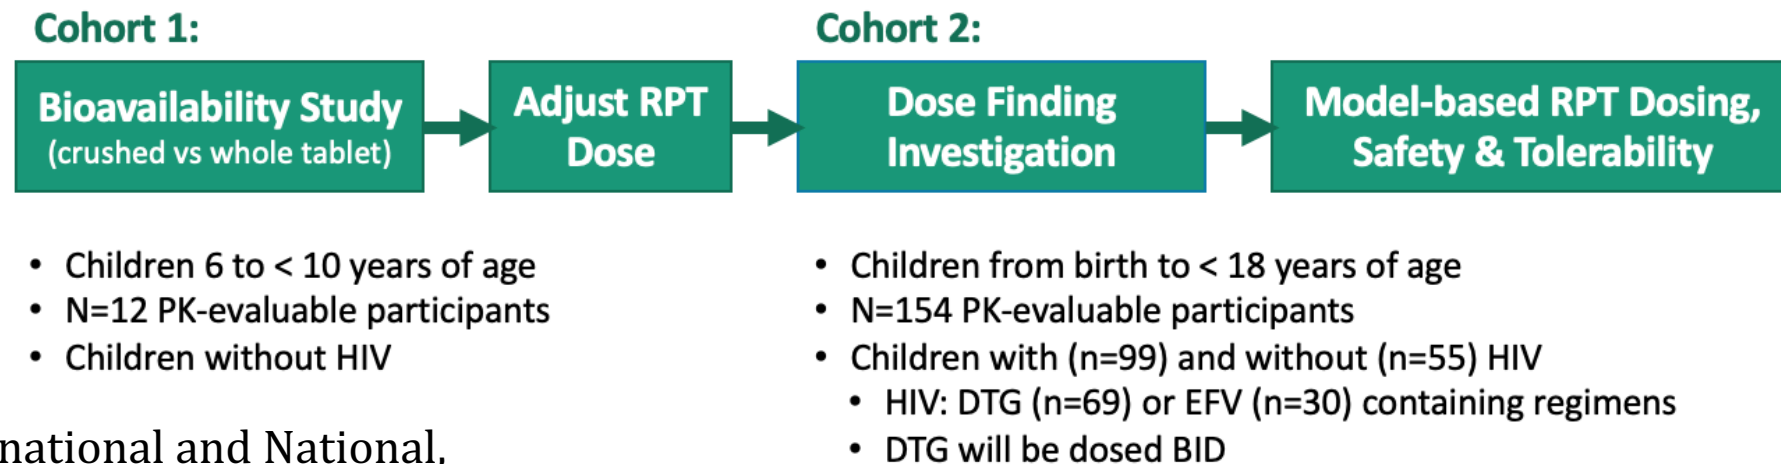 Cohort 1:
Bioavailability Study
(crushed vs whole tablet)
Adjust RPT
Dose
Cohort 2:
Dose Finding
Investigation
Model-based RPT Dosing,
Safety & Tolerability
• Children 6 to < 10 years of age
• N=12 PK-evaluable participants
• Children without HIV
• Children from birth to < 18 years of age
• N=154 PK-evaluable participants
• Children with (n=99) and without (n=55) HIV
• HIV: DTG (n=69) or EFV (n=30) containing regimens
• DTG will be dosed BID
national and National,